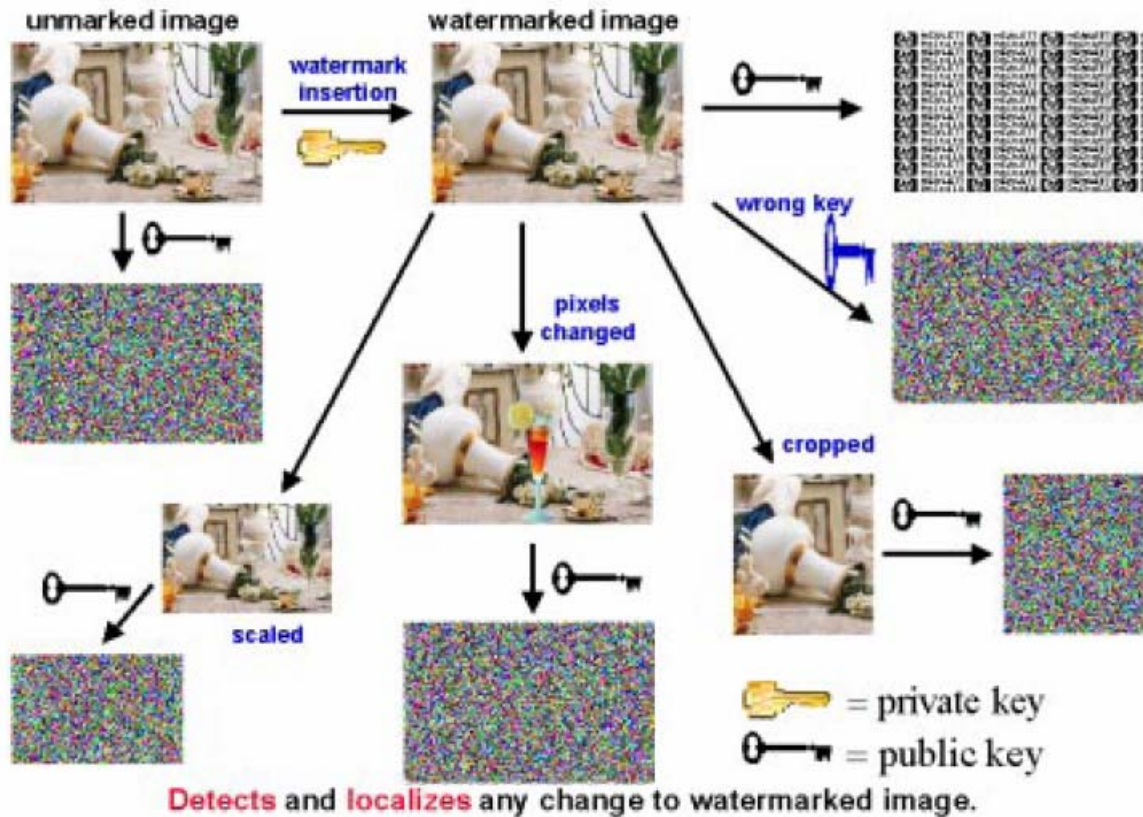 unmarked image
watermarked image
watermark
insertion
wrong key
pixels
changed
cropped
scaled
= private key
= public key
Detects and localizes any change to watermarked image.